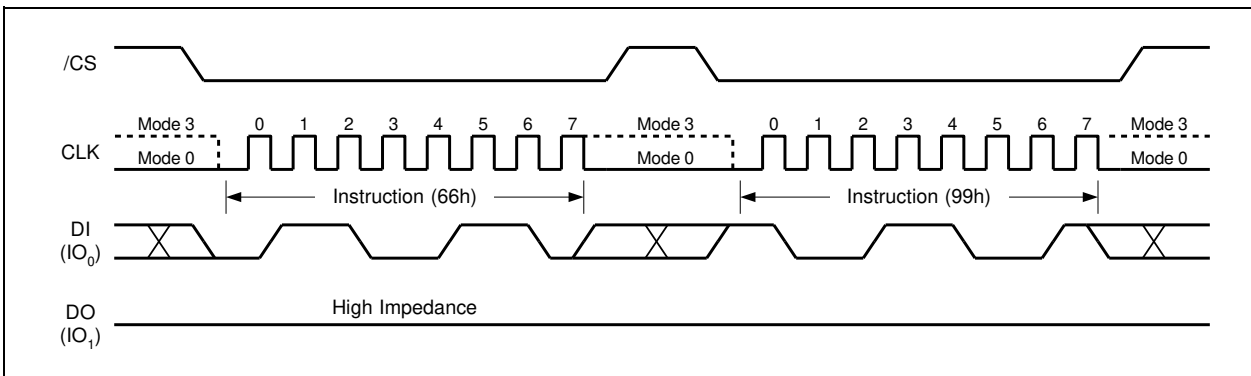 /CS
Mode 3 0 1 2 3 4 5 6 7 Mode 3 0 1 2 3 4 5 6 7 Mode 3
CLK Mode 0 Mode 0 Mode 0
Instruction (66h) Instruction (99h)
DI
(IO₀)
High Impedance
DO
(IO₁)